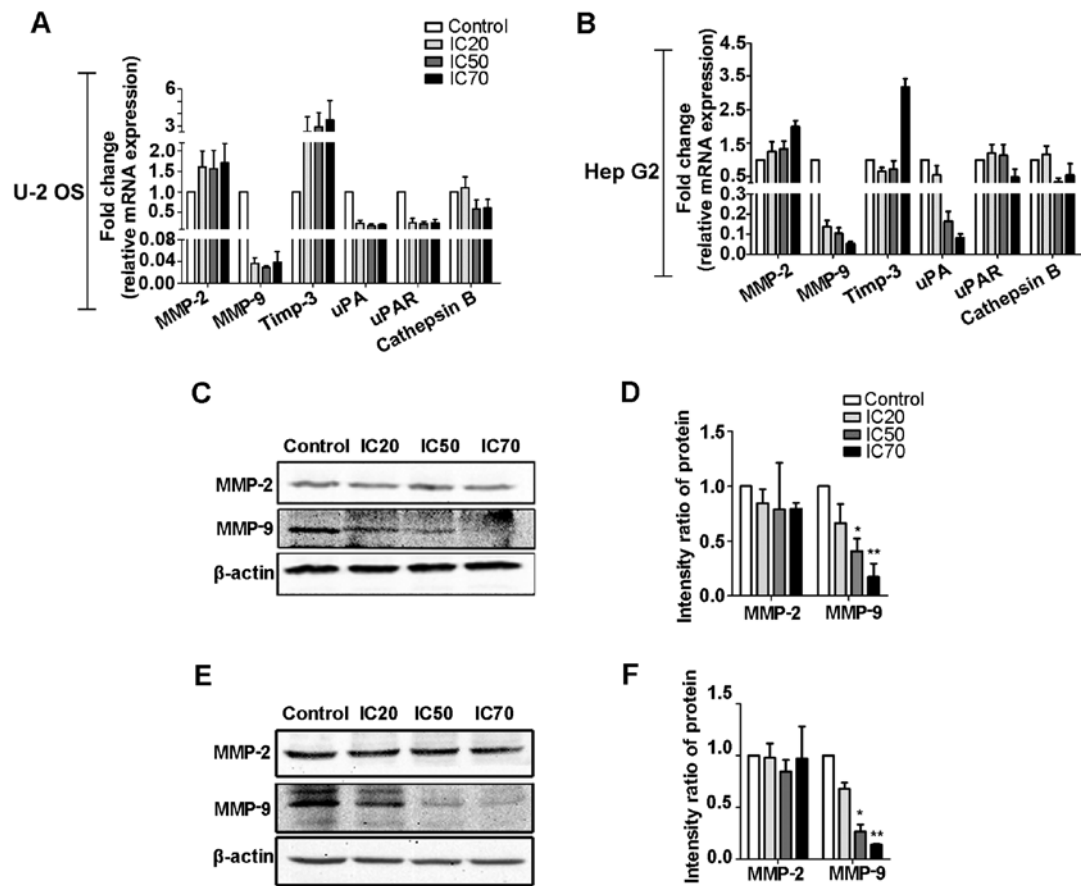 A
Control
IC20
IC50
IC70
U-2 OS
Fold change
(relative mRNA expression)
6
3
2.0
1.5
1.0
0.5
0.08
0.04
0.00
MMP-2
MMP-9
Timp-3
uPA
uPAR
Cathepsin B
B
Hep G2
Fold change
(relative mRNA expression)
4.5
3.5
2.5
1.5
0.5
0.3
0.2
0.1
0.0
MMP-2
MMP-9
Timp-3
uPA
uPAR
Cathepsin B
C
Control IC20 IC50 IC70
MMP-2
MMP-9
β-actin
D
Control
IC20
IC50
IC70
Intensity ratio of protein
1.5
1.0
0.5
0.0
*
**
MMP-2 MMP-9
E
Control IC20 IC50 IC70
MMP-2
MMP-9
β-actin
F
Intensity ratio of protein
1.5
1.0
0.5
0.0
*
**
MMP-2 MMP-9